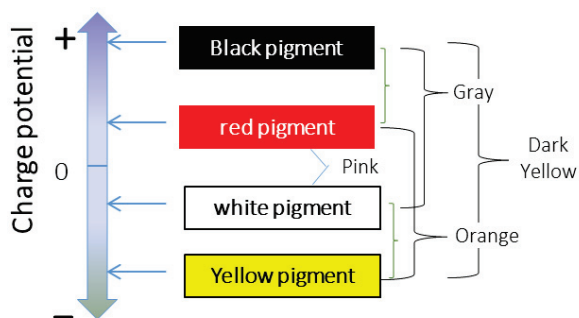 +
Black pigment
Gray
red pigment
Charge potential
0
Pink
Dark
Yellow
white pigment
Orange
Yellow pigment
−